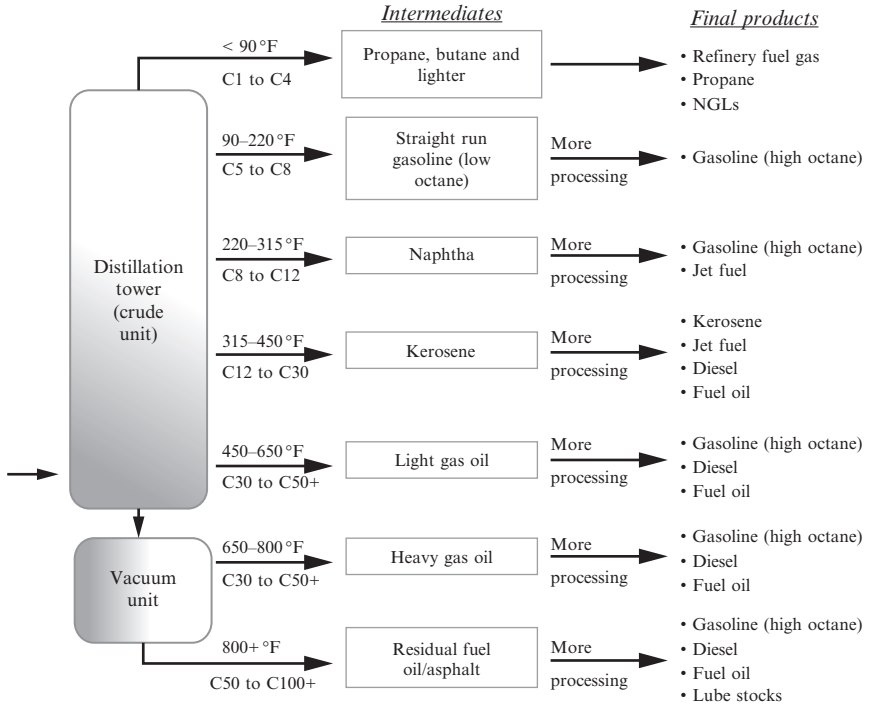 Intermediates
Final products
< 90 °F
C1 to C4
Propane, butane and
lighter
• Refinery fuel gas
• Propane
• NGLs
90–220 °F
C5 to C8
Straight run
gasoline (low
octane)
More
processing
• Gasoline (high octane)
Distillation
tower
(crude
unit)
220–315 °F
C8 to C12
Naphtha
More
processing
• Gasoline (high octane)
• Jet fuel
315–450 °F
C12 to C30
Kerosene
More
processing
• Kerosene
• Jet fuel
• Diesel
• Fuel oil
450–650 °F
C30 to C50+
Light gas oil
More
processing
• Gasoline (high octane)
• Diesel
• Fuel oil
Vacuum
unit
650–800 °F
C30 to C50+
Heavy gas oil
More
processing
• Gasoline (high octane)
• Diesel
• Fuel oil
800+ °F
C50 to C100+
Residual fuel
oil/asphalt
More
processing
• Gasoline (high octane)
• Diesel
• Fuel oil
• Lube stocks